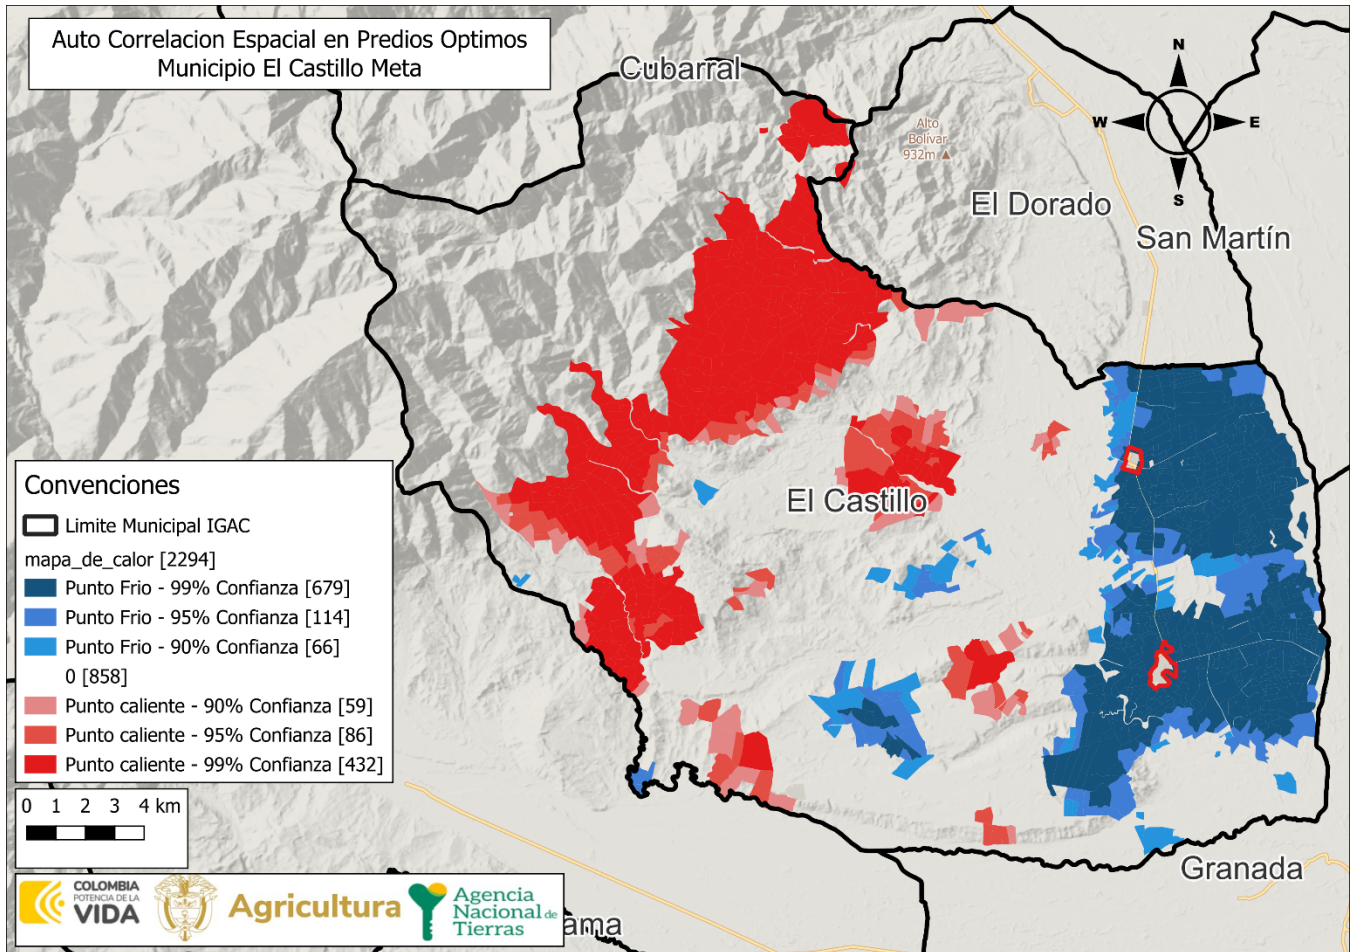 Auto Correlacion Espacial en Predios Optimos
Municipio El Castillo Meta
Cubarral
Alto
Bolívar
932m
N
W
E
S
El Dorado
San Martín
El Castillo
Convenciones
Limite Municipal IGAC
mapa_de_calor [2294]
Punto Frio - 99% Confianza [679]
Punto Frio - 95% Confianza [114]
Punto Frio - 90% Confianza [66]
0 [858]
Punto caliente - 90% Confianza [59]
Punto caliente - 95% Confianza [86]
Punto caliente - 99% Confianza [432]
0 1 2 3 4 km
Granada
COLOMBIA
POTENCIA DE LA
VIDA
Agricultura
Agencia
Nacional de
Tierras
ama